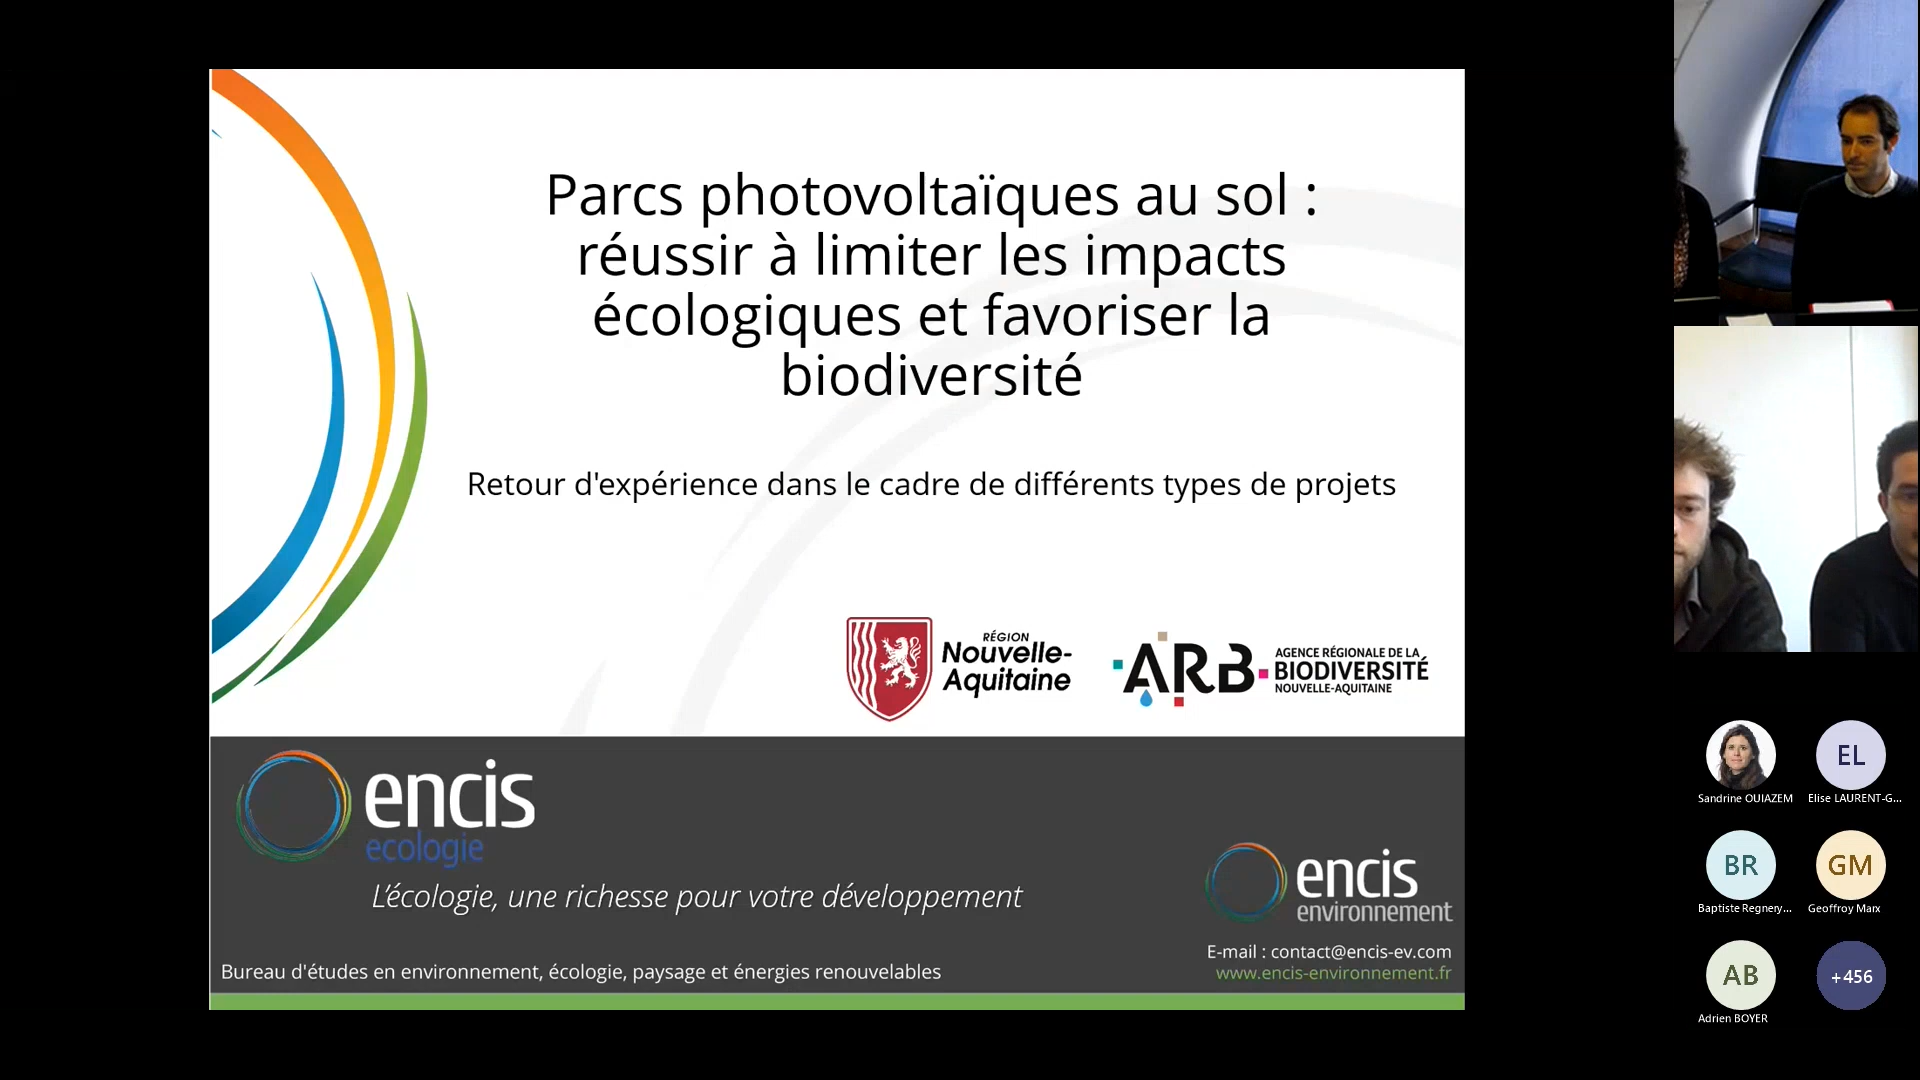 Parcs photovoltaïques au sol :
réussir à limiter les impacts
écologiques et favoriser la
biodiversité
Retour d'expérience dans le cadre de différents types de projets
RÉGION
Nouvelle-
Aquitaine
ARB
AGENCE RÉGIONALE DE LA
BIODIVERSITÉ
NOUVELLE-AQUITAINE
encis
ecologie
L'écologie, une richesse pour votre développement
Bureau d'études en environnement, écologie, paysage et énergies renouvelables
encis
environnement
E-mail : contact@encis-ev.com
www.encis-environnement.fr
Sandrine OUIAZEM
EL
Elise LAURENT-G...
BR
Baptiste Regnery...
GM
Geoffroy Marx
AB
Adrien BOYER
+456